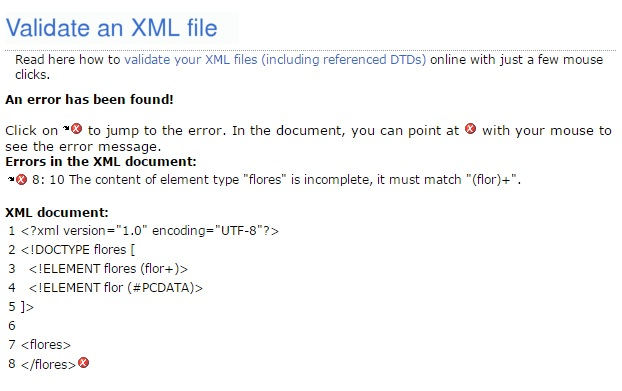 Validate an XML file
Read here how to validate your XML files (including referenced DTDs) online with just a few mouse
clicks.
An error has been found!
Click on to jump to the error. In the document, you can point at with your mouse to
see the error message.
Errors in the XML document:
8: 10 The content of element type "flores" is incomplete, it must match "(flor)+".
XML document:
1 <?xml version="1.0" encoding="UTF-8"?>
2 <!DOCTYPE flores [
3 <!ELEMENT flores (flor+)>
4 <!ELEMENT flor (#PCDATA)>
5 ]>
6
7 <flores>
8 </flores>